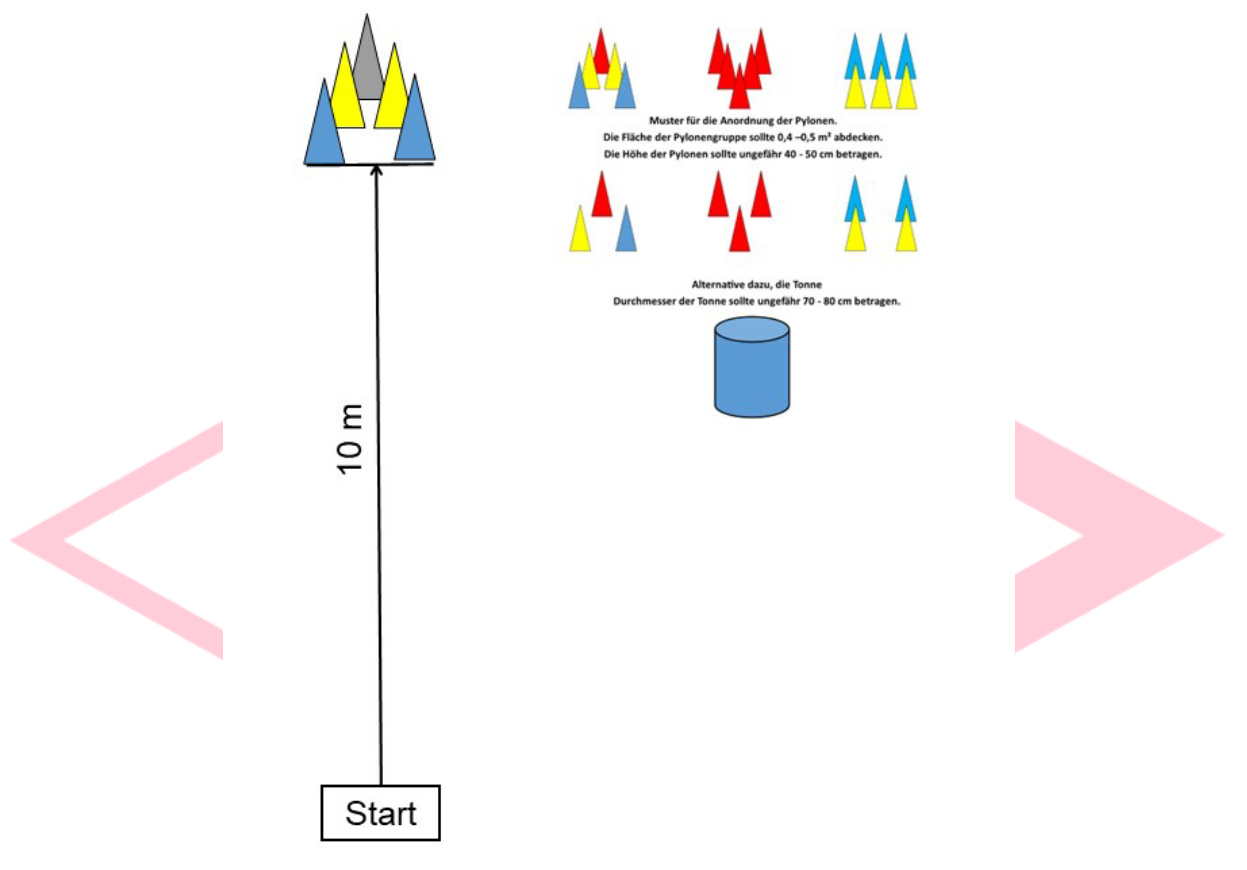 Muster für die Anordnung der Pylonen.
Die Fläche der Pylonengruppe sollte 0,4 –0,5 m² abdecken.
Die Höhe der Pylonen sollte ungefähr 40 - 50 cm betragen.
Alternative dazu, die Tonne
Durchmesser der Tonne sollte ungefähr 70 - 80 cm betragen.
10 m
Start